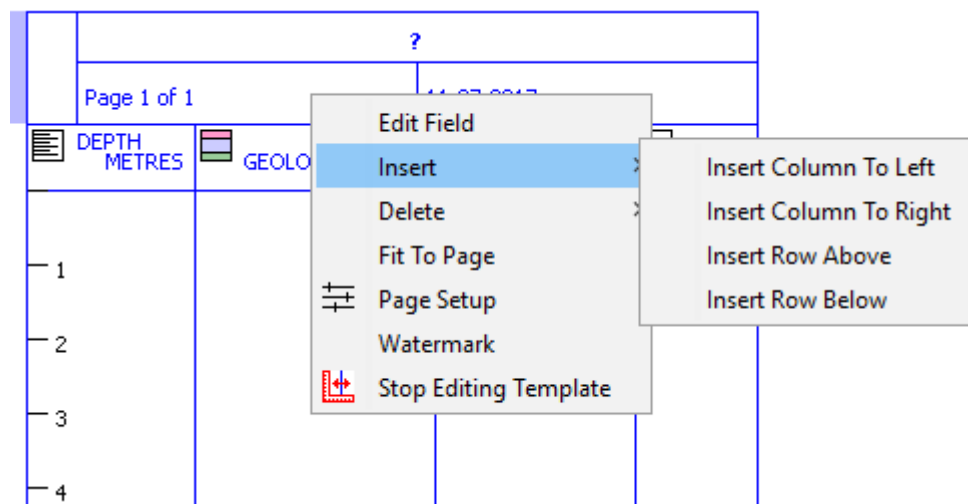 ?
Page 1 of 1
DEPTH
METRES
GEOLO
Edit Field
Insert
Delete
Fit To Page
Page Setup
Watermark
Stop Editing Template
Insert Column To Left
Insert Column To Right
Insert Row Above
Insert Row Below
1
2
3
4